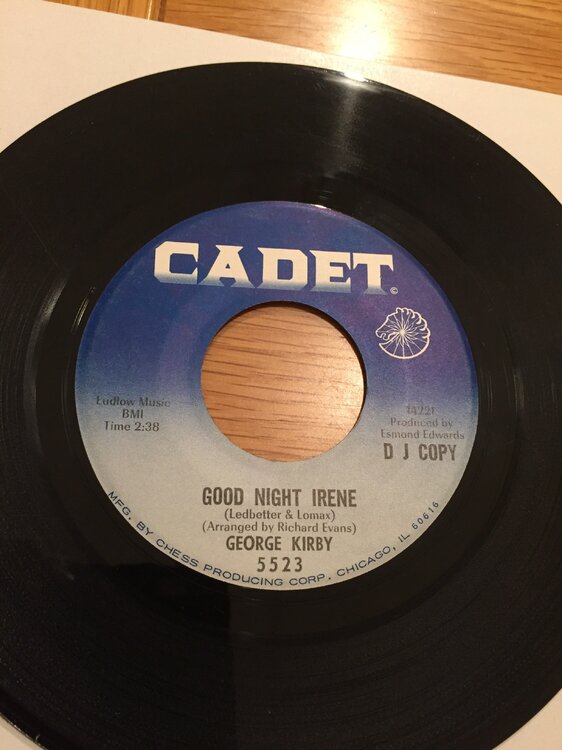 CADET
©
Ludlow Music
BMI
Time 2:38
14221
Produced by
Esmond Edwards
D J COPY
GOOD NIGHT IRENE
(Ledbetter & Lomax)
(Arranged by Richard Evans)
GEORGE KIRBY
5523
MFG. BY CHESS PRODUCING CORP. CHICAGO, IL 60616